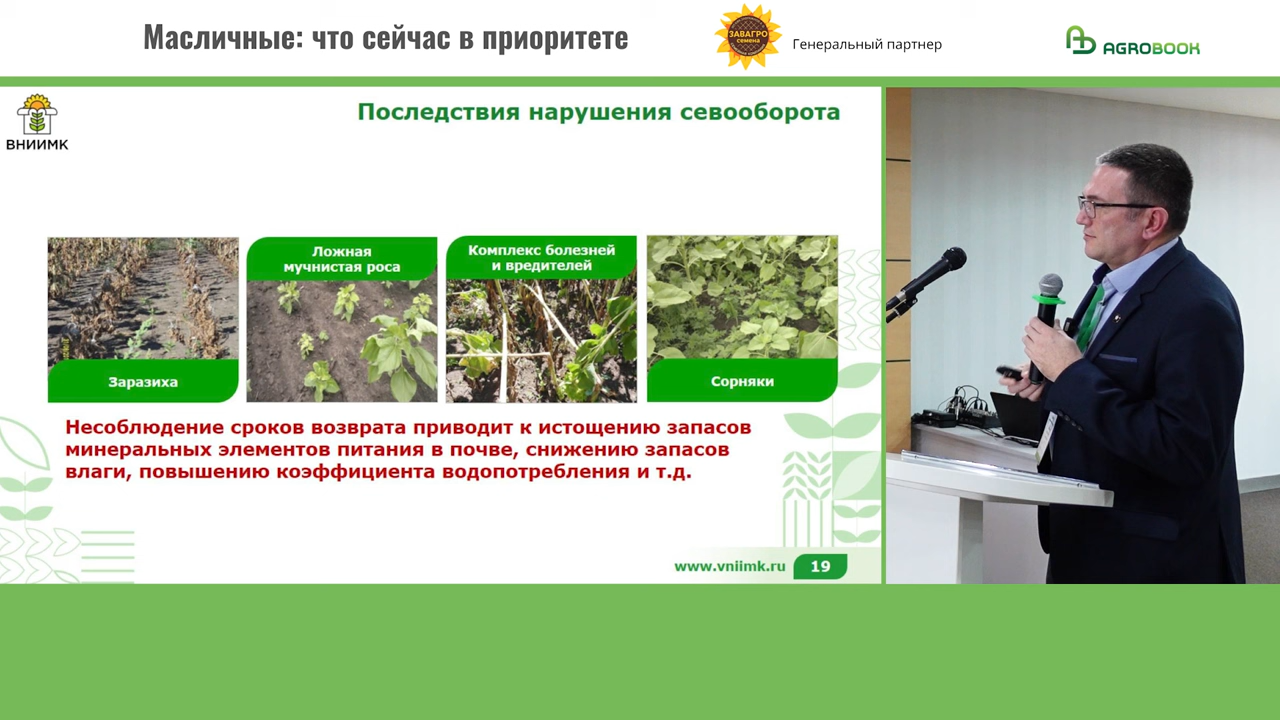 Масличные: что сейчас в приоритете
ЗАВАГРО
семена
Генеральный партнер
AGROBOOK
ВНИИМК
Последствия нарушения севооборота
Заразиха
Ложная
мучнистая роса
Комплекс болезней
и вредителей
Сорняки
Несоблюдение сроков возврата приводит к истощению запасов
минеральных элементов питания в почве, снижению запасов
влаги, повышению коэффициента водопотребления и т.д.
www.vniimk.ru
19